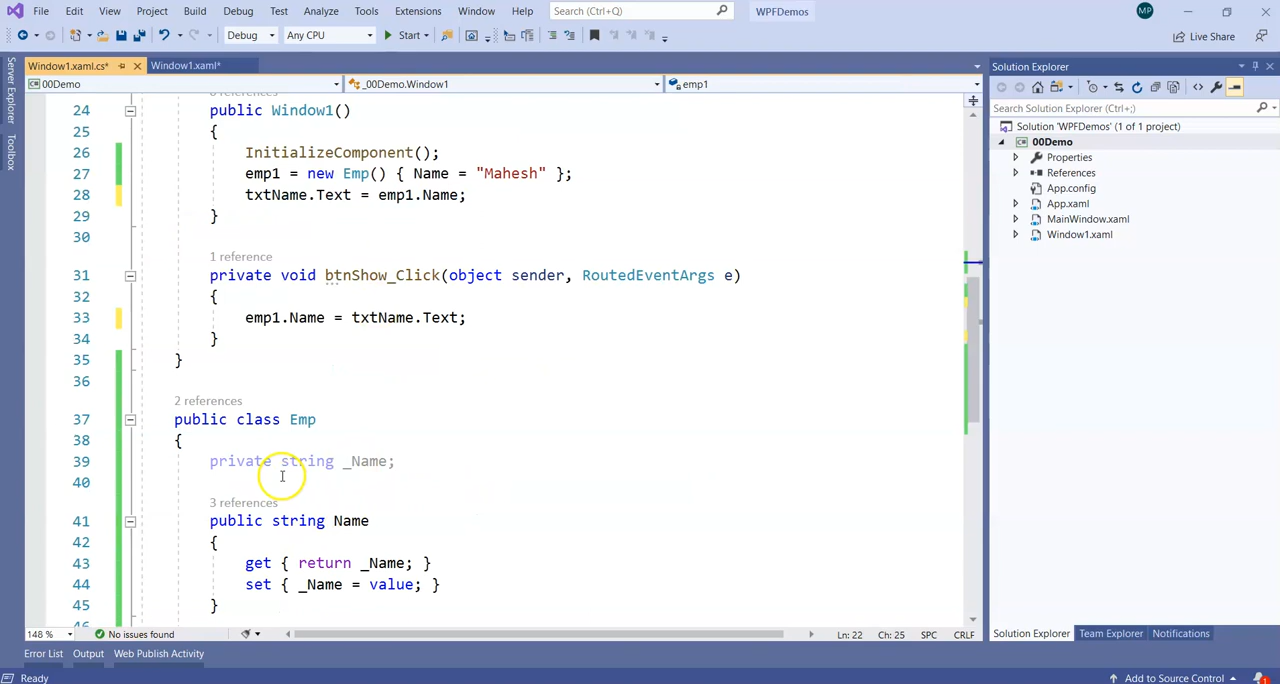 File Edit View Project Build Debug Test Analyze Tools Extensions Window Help Search (Ctrl+Q) WPFDemos MP
Debug Any CPU Start Live Share
Server Explorer
Toolbox
Window1.xaml.cs* Window1.xaml*
00Demo _00Demo.Window1 emp1
24 public Window1()
25 {
26 InitializeComponent();
27 emp1 = new Emp() { Name = "Mahesh" };
28 txtName.Text = emp1.Name;
29 }
30
1 reference
31 private void btnShow_Click(object sender, RoutedEventArgs e)
32 {
33 emp1.Name = txtName.Text;
34 }
35 }
36
2 references
37 public class Emp
38 {
39 private string _Name;
40
3 references
41 public string Name
42 {
43 get { return _Name; }
44 set { _Name = value; }
45 }
148 % No issues found Ln: 22 Ch: 25 SPC CRLF
Error List Output Web Publish Activity
Ready Add to Source Control 1
Solution Explorer
Search Solution Explorer (Ctrl+;)
Solution 'WPFDemos' (1 of 1 project)
00Demo
Properties
References
App.config
App.xaml
MainWindow.xaml
Window1.xaml
Solution Explorer Team Explorer Notifications